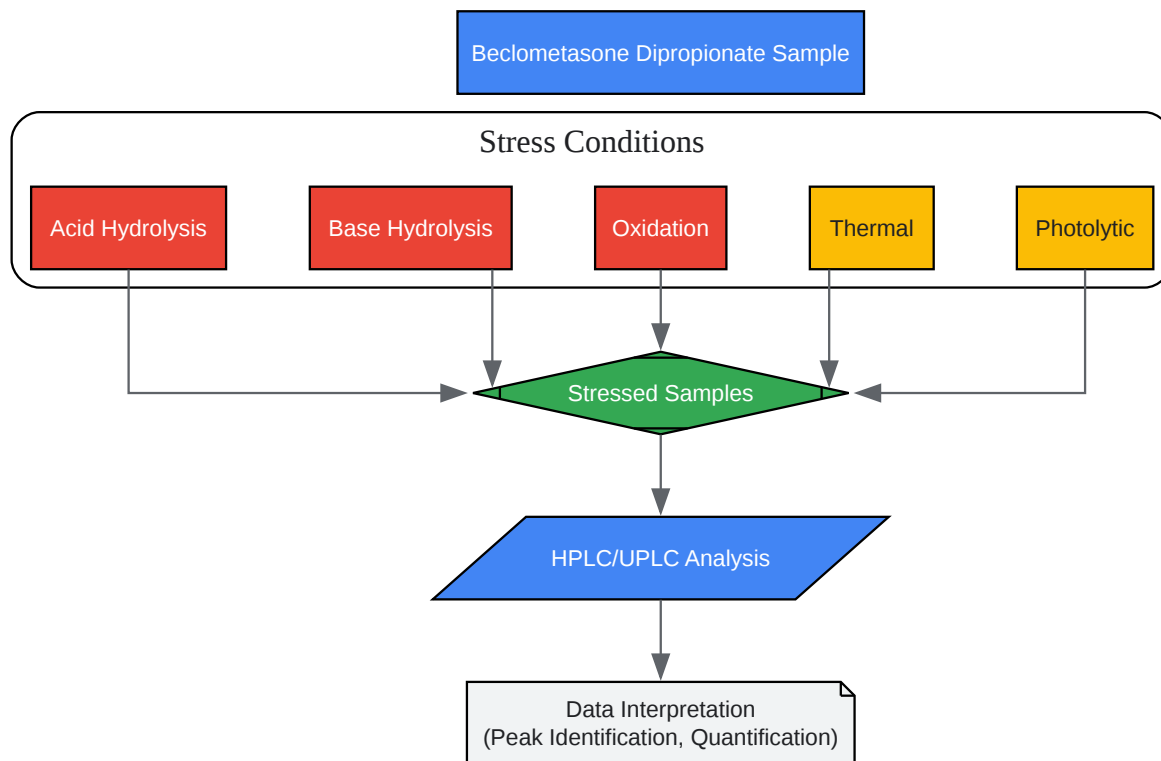 Beclometasone Dipropionate Sample
Stress Conditions
Acid Hydrolysis
Base Hydrolysis
Oxidation
Thermal
Photolytic
Stressed Samples
HPLC/UPLC Analysis
Data Interpretation
(Peak Identification, Quantification)